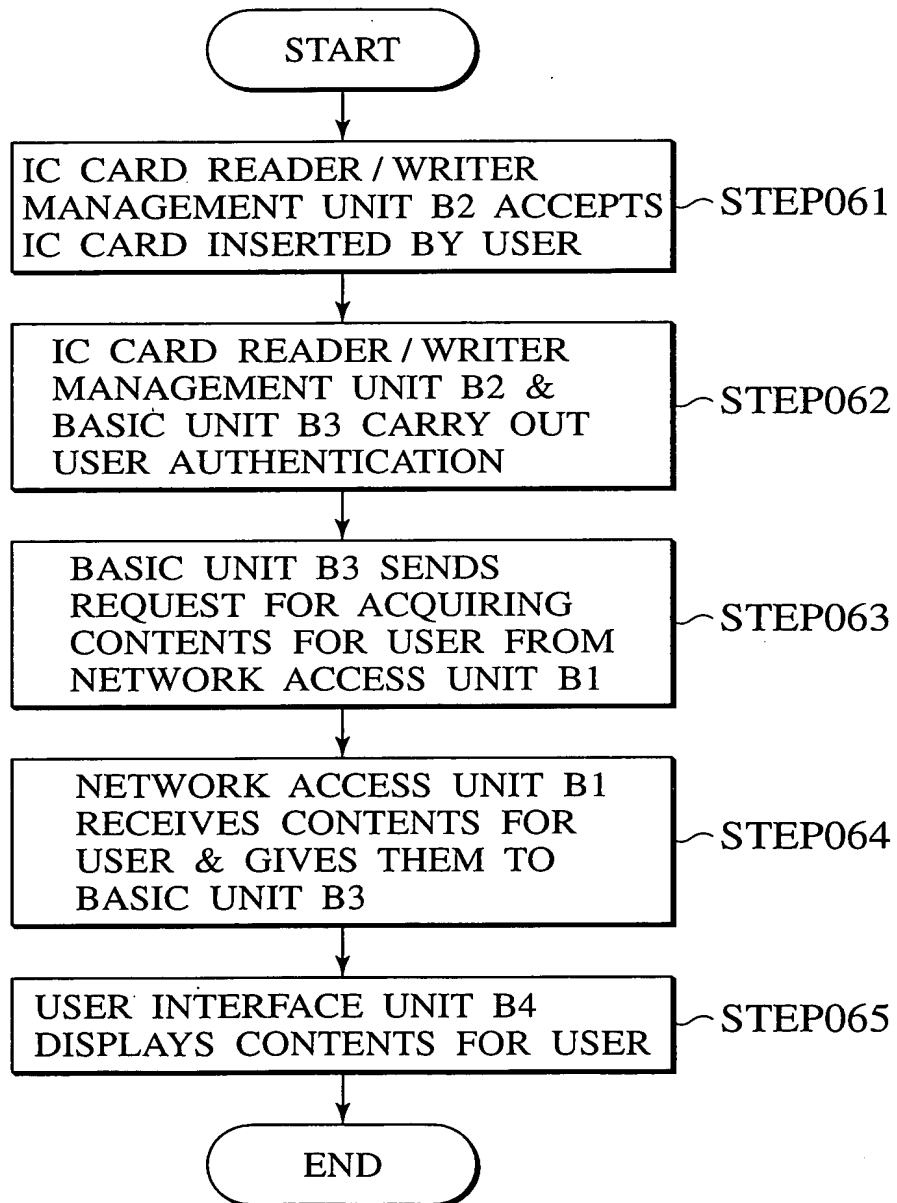 START
IC CARD READER / WRITER
MANAGEMENT UNIT B2 ACCEPTS
IC CARD INSERTED BY USER
STEP061
IC CARD READER / WRITER
MANAGEMENT UNIT B2 &
BASIC UNIT B3 CARRY OUT
USER AUTHENTICATION
STEP062
BASIC UNIT B3 SENDS
REQUEST FOR ACQUIRING
CONTENTS FOR USER FROM
NETWORK ACCESS UNIT B1
STEP063
NETWORK ACCESS UNIT B1
RECEIVES CONTENTS FOR
USER & GIVES THEM TO
BASIC UNIT B3
STEP064
USER INTERFACE UNIT B4
DISPLAYS CONTENTS FOR USER
STEP065
END